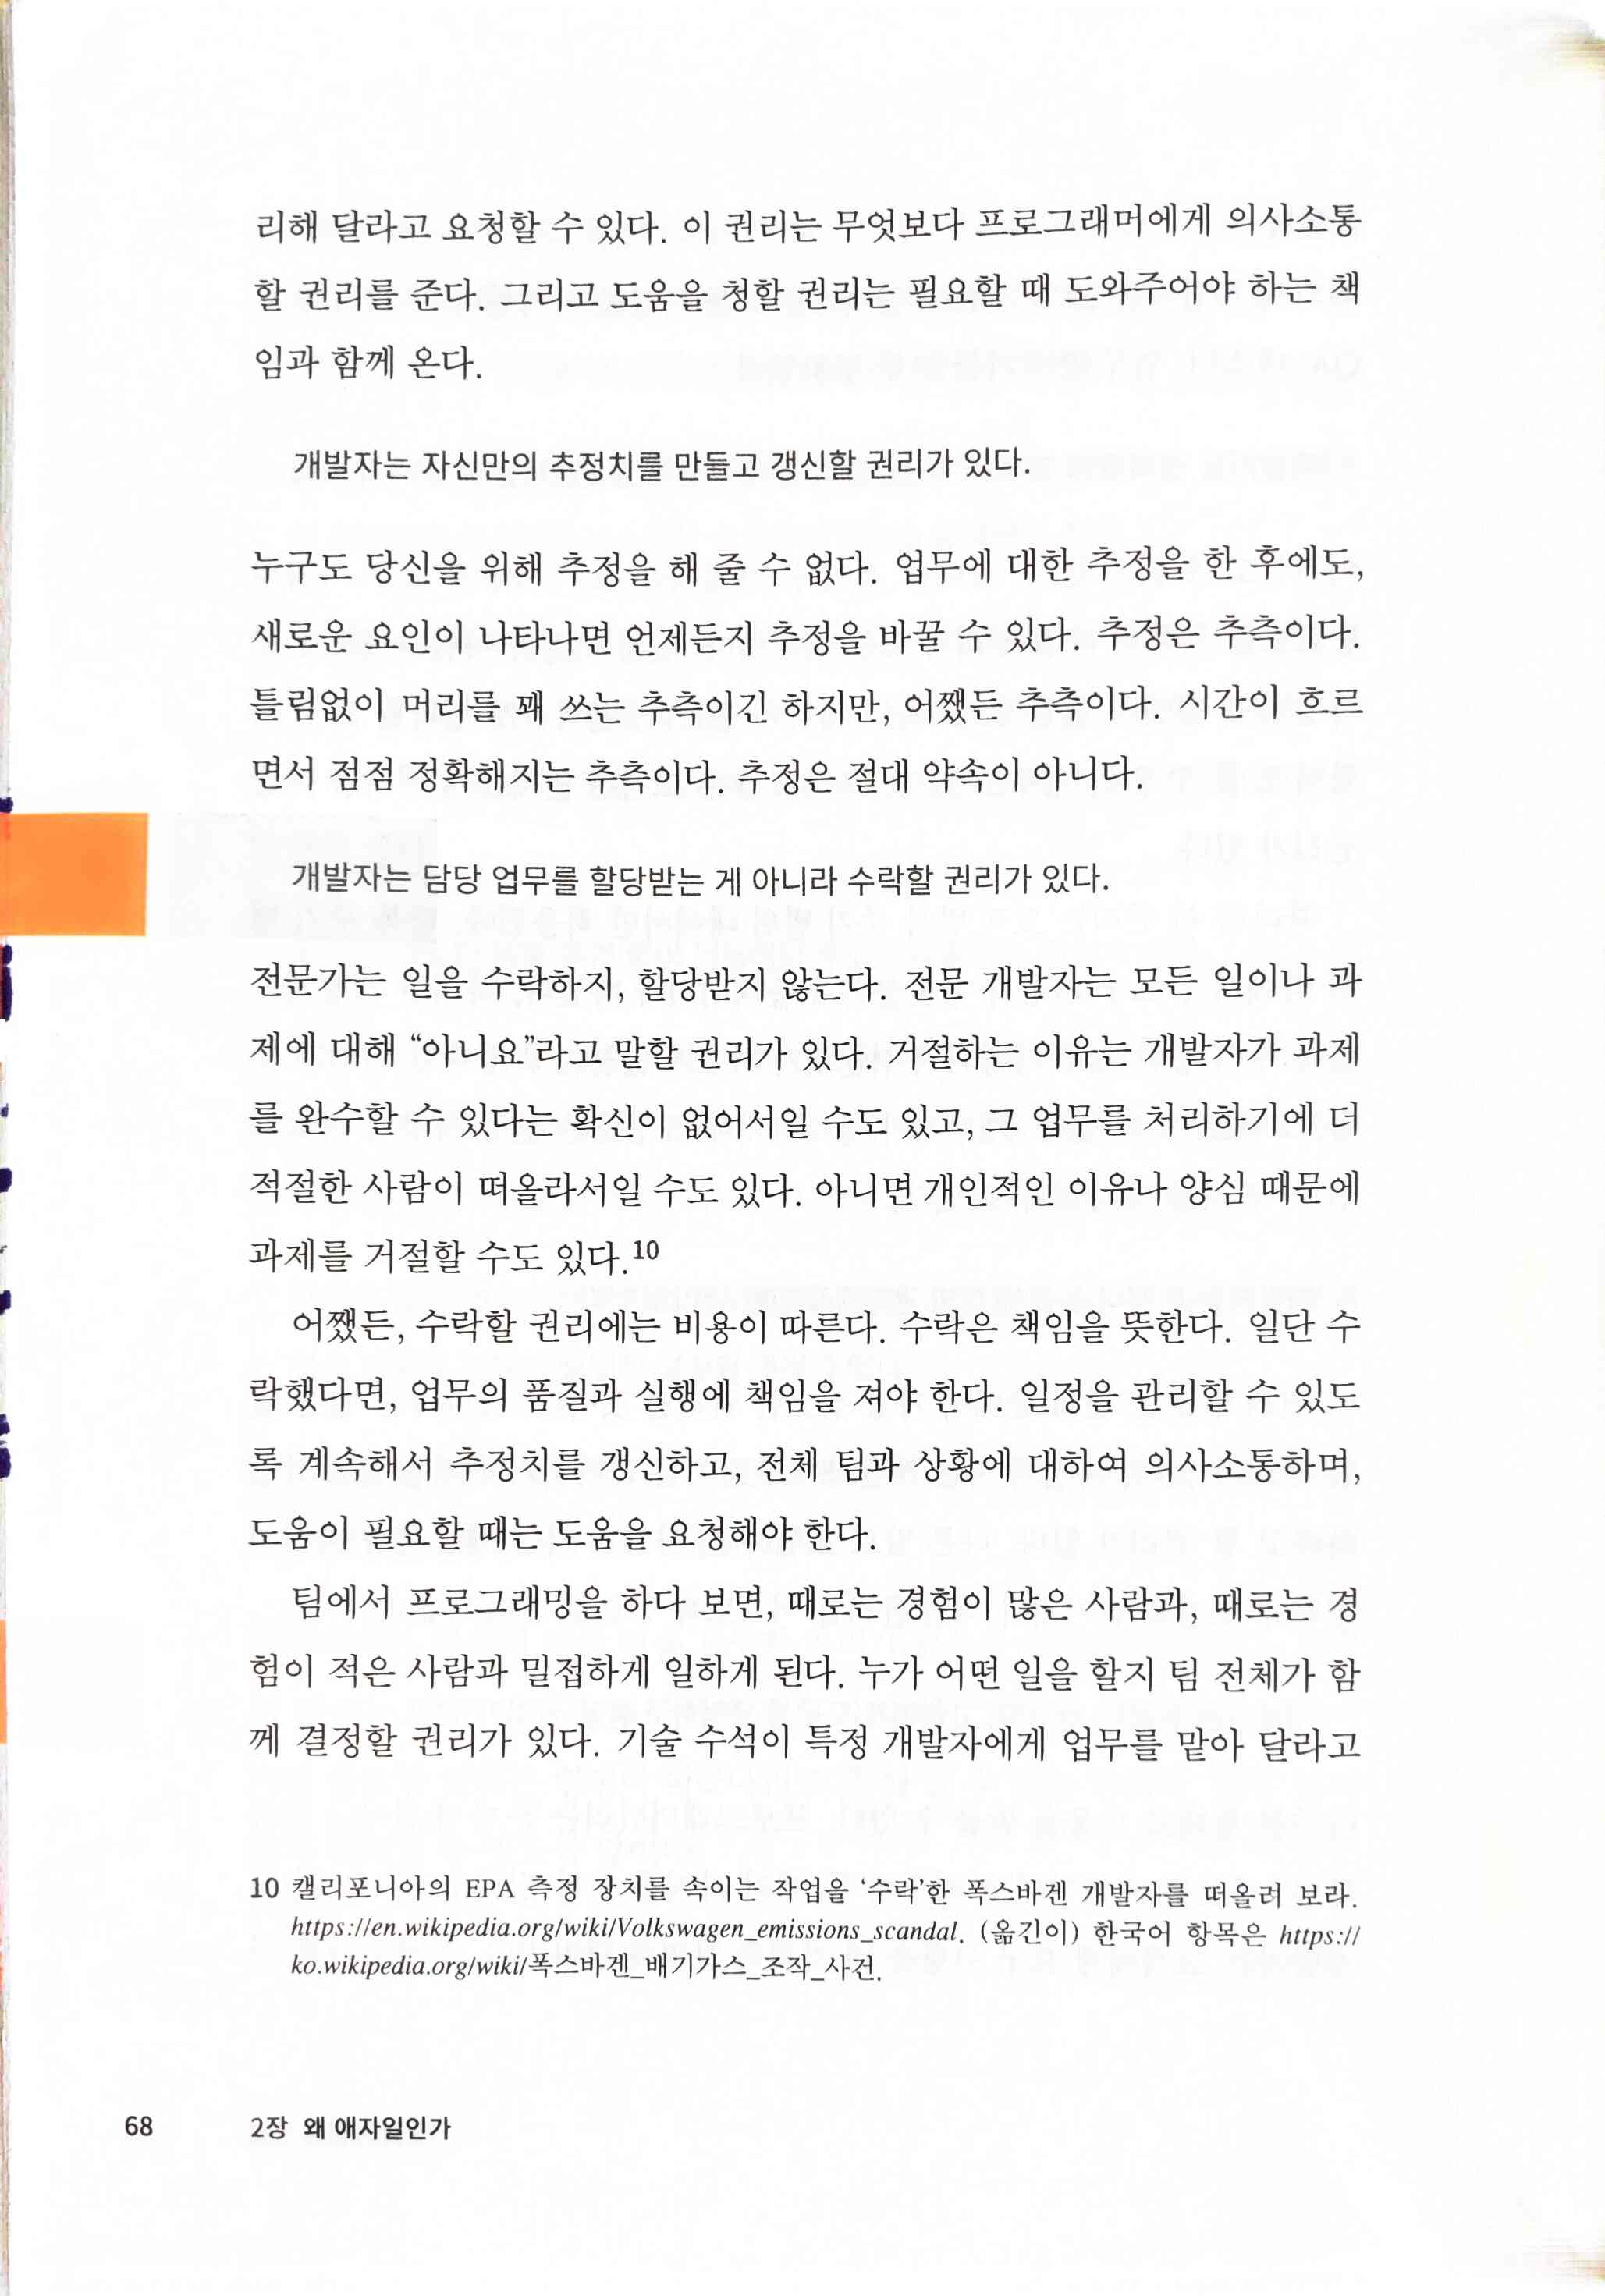 리해 달라고 요청할 수 있다. 이 권리는 무엇보다 프로그래머에게 의사소통
할 권리를 준다. 그리고 도움을 청할 권리는 필요할 때 도와주어야 하는 책
임과 함께 온다.
개발자는 자신만의 추정치를 만들고 갱신할 권리가 있다.
누구도 당신을 위해 추정을 해 줄 수 없다. 업무에 대한 추정을 한 후에도,
새로운 요인이 나타나면 언제든지 추정을 바꿀 수 있다. 추정은 추측이다.
틀림없이 머리를 꽤 쓰는 추측이긴 하지만, 어쨌든 추측이다. 시간이 흐르
면서 점점 정확해지는 추측이다. 추정은 절대 약속이 아니다.
개발자는 담당 업무를 할당받는 게 아니라 수락할 권리가 있다.
전문가는 일을 수락하지, 할당받지 않는다. 전문 개발자는 모든 일이나 과
제에 대해 “아니요”라고 말할 권리가 있다. 거절하는 이유는 개발자가 과제
를 완수할 수 있다는 확신이 없어서일 수도 있고, 그 업무를 처리하기에 더
적절한 사람이 떠올라서일 수도 있다. 아니면 개인적인 이유나 양심 때문에
과제를 거절할 수도 있다.10
어쨌든, 수락할 권리에는 비용이 따른다. 수락은 책임을 뜻한다. 일단 수
락했다면, 업무의 품질과 실행에 책임을 져야 한다. 일정을 관리할 수 있도
록 계속해서 추정치를 갱신하고, 전체 팀과 상황에 대하여 의사소통하며,
도움이 필요할 때는 도움을 요청해야 한다.
팀에서 프로그래밍을 하다 보면, 때로는 경험이 많은 사람과, 때로는 경
험이 적은 사람과 밀접하게 일하게 된다. 누가 어떤 일을 할지 팀 전체가 함
께 결정할 권리가 있다. 기술 수석이 특정 개발자에게 업무를 맡아 달라고
10 캘리포니아의 EPA 측정 장치를 속이는 작업을 ‘수락’한 폭스바겐 개발자를 떠올려 보라.
https://en.wikipedia.org/wiki/Volkswagen_emissions_scandal. (옮긴이) 한국어 항목은 https://
ko.wikipedia.org/wiki/폭스바겐_배기가스_조작_사건.
68 2장 왜 애자일인가